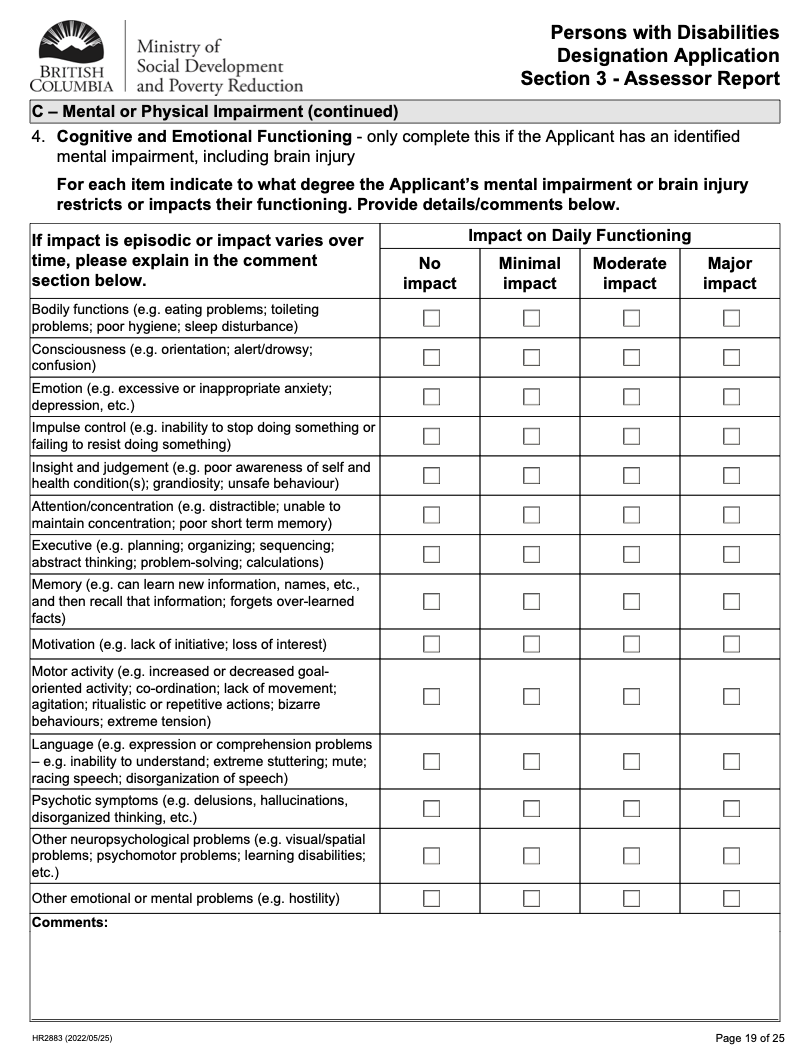 BRITISH
COLUMBIA
Ministry of
Social Development
and Poverty Reduction
Persons with Disabilities
Designation Application
Section 3 - Assessor Report
C – Mental or Physical Impairment (continued)
4. Cognitive and Emotional Functioning - only complete this if the Applicant has an identified
mental impairment, including brain injury
For each item indicate to what degree the Applicant's mental impairment or brain injury
restricts or impacts their functioning. Provide details/comments below.
If impact is episodic or impact varies over
time, please explain in the comment
section below.
Impact on Daily Functioning
No
impact
Minimal
impact
Moderate
impact
Major
impact
Bodily functions (e.g. eating problems; toileting
problems; poor hygiene; sleep disturbance)
Consciousness (e.g. orientation; alert/drowsy;
confusion)
Emotion (e.g. excessive or inappropriate anxiety;
depression, etc.)
Impulse control (e.g. inability to stop doing something or
failing to resist doing something)
Insight and judgement (e.g. poor awareness of self and
health condition(s); grandiosity; unsafe behaviour)
Attention/concentration (e.g. distractible; unable to
maintain concentration; poor short term memory)
Executive (e.g. planning; organizing; sequencing;
abstract thinking; problem-solving; calculations)
Memory (e.g. can learn new information, names, etc.,
and then recall that information; forgets over-learned
facts)
Motivation (e.g. lack of initiative; loss of interest)
Motor activity (e.g. increased or decreased goal-
oriented activity; co-ordination; lack of movement;
agitation; ritualistic or repetitive actions; bizarre
behaviours; extreme tension)
Language (e.g. expression or comprehension problems
– e.g. inability to understand; extreme stuttering; mute;
racing speech; disorganization of speech)
Psychotic symptoms (e.g. delusions, hallucinations,
disorganized thinking, etc.)
Other neuropsychological problems (e.g. visual/spatial
problems; psychomotor problems; learning disabilities;
etc.)
Other emotional or mental problems (e.g. hostility)
Comments:
HR2883 (2022/05/25)
Page 19 of 25